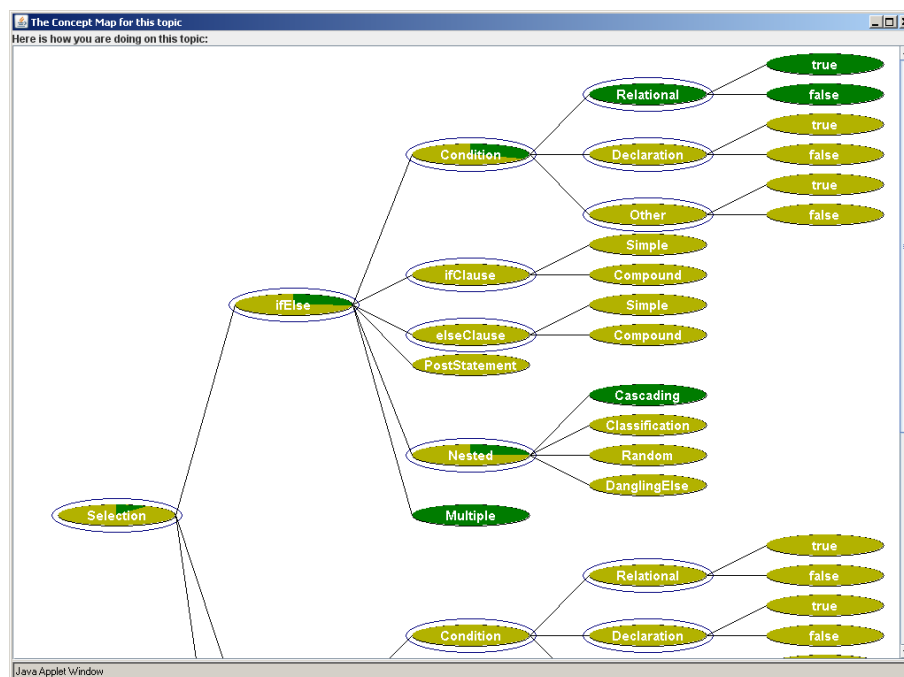 The Concept Map for this topic
Here is how you are doing on this topic:
true
Relational
false
true
Condition
Declaration
false
true
Other
false
Simple
ifClause
Compound
ifElse
Simple
elseClause
Compound
PostStatement
Cascading
Classification
Nested
Random
DanglingElse
Selection
Multiple
true
Relational
false
true
Condition
Declaration
false
Java Applet Window